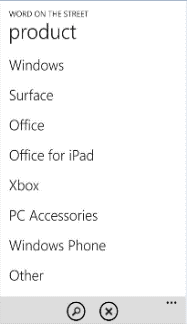 WORD ON THE STREET
product
Windows
Surface
Office
Office for iPad
Xbox
PC Accessories
Windows Phone
Other